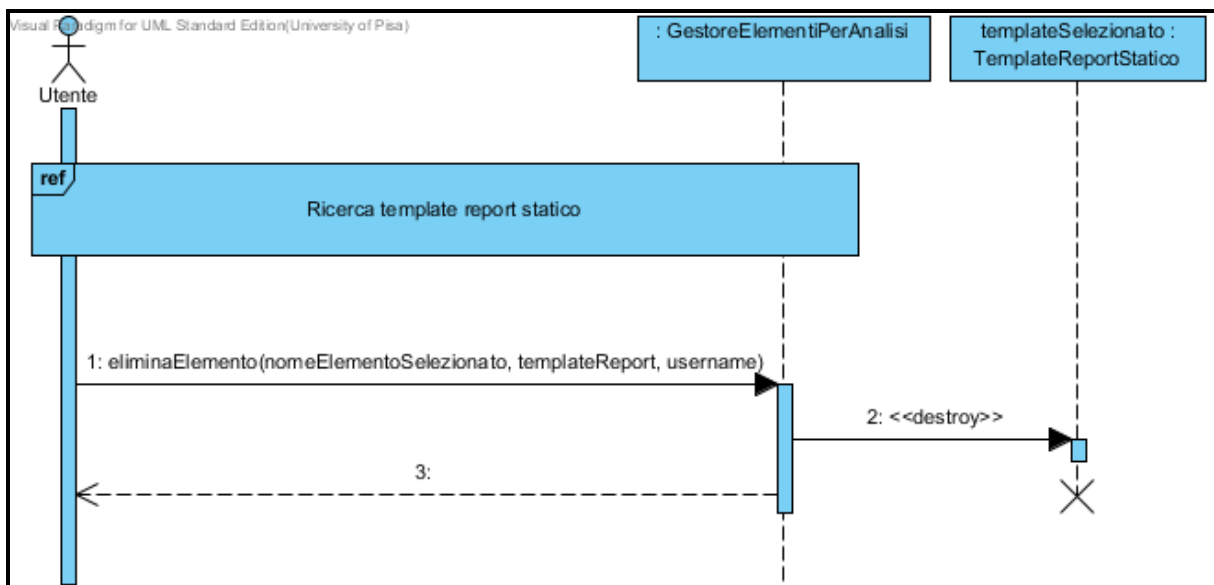 Visual Paradigm for UML Standard Edition(University of Pisa)
: GestoreElementiPerAnalisi
templateSelezionato :
TemplateReportStatico
Utente
ref
Ricerca template report statico
1: eliminaElemento(nomeElementoSelezionato, templateReport, username)
2: <<destroy>>
3: